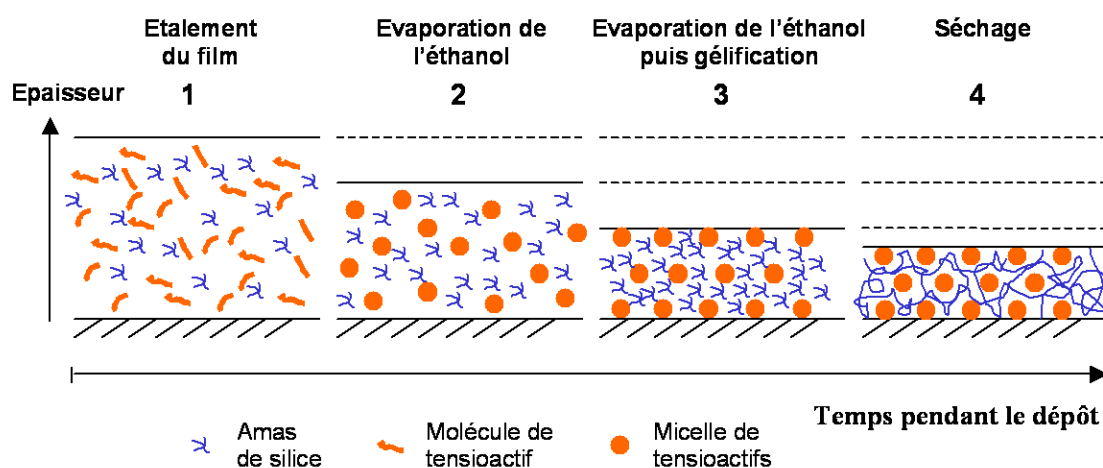 Etalement
du film
1
Evaporation de
l'éthanol
2
Evaporation de l'éthanol
puis gélification
3
Séchage
4
Epaisseur
Temps pendant le dépôt
Amas
de silice
Molécule de
tensioactif
Micelle de
tensioactifs